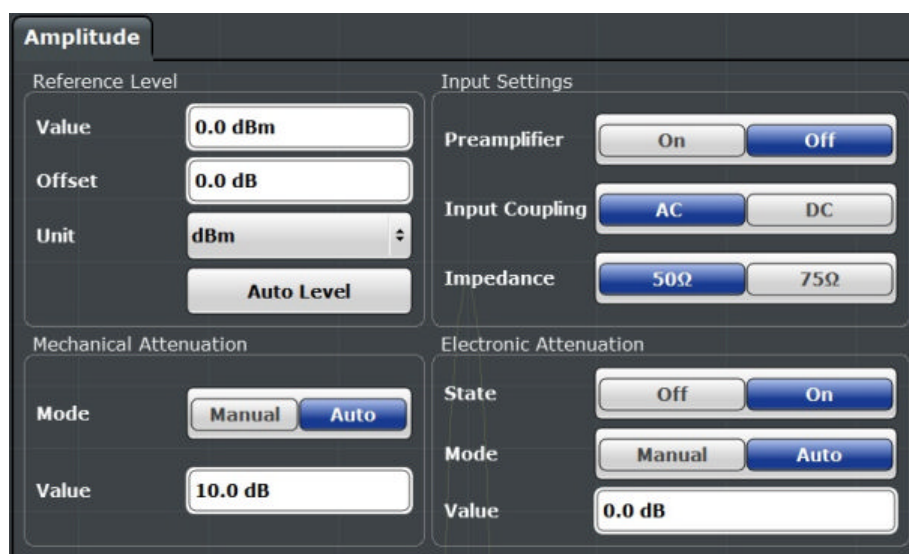 Amplitude
Reference Level
Value 0.0 dBm
Offset 0.0 dB
Unit dBm
Auto Level
Input Settings
Preamplifier On Off
Input Coupling AC DC
Impedance 50Ω 75Ω
Mechanical Attenuation
Mode Manual Auto
Value 10.0 dB
Electronic Attenuation
State Off On
Mode Manual Auto
Value 0.0 dB